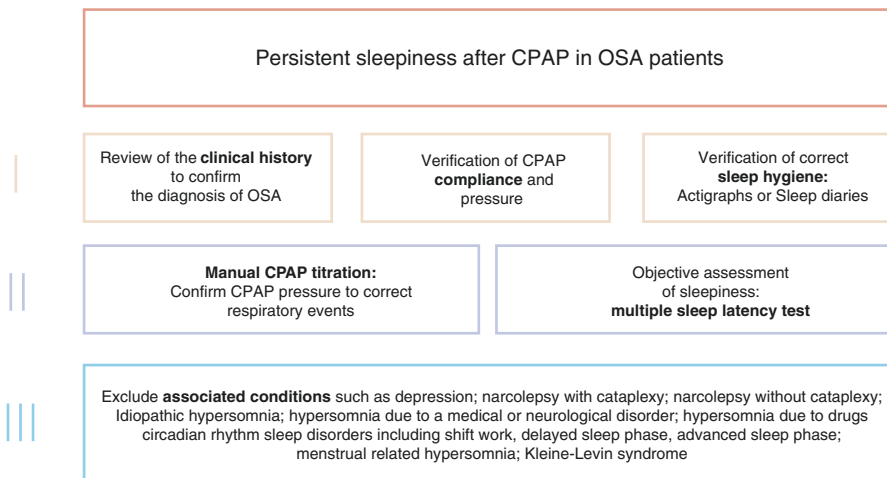 Persistent sleepiness after CPAP in OSA patients
Review of the clinical history
to confirm
the diagnosis of OSA
Verification of CPAP
compliance and
pressure
Verification of correct
sleep hygiene:
Actigraphs or Sleep diaries
Manual CPAP titration:
Confirm CPAP pressure to correct
respiratory events
Objective assessment
of sleepiness:
multiple sleep latency test
Exclude associated conditions such as depression; narcolepsy with cataplexy; narcolepsy without cataplexy;
Idiopathic hypersomnia; hypersomnia due to a medical or neurological disorder; hypersomnia due to drugs
circadian rhythm sleep disorders including shift work, delayed sleep phase, advanced sleep phase;
menstrual related hypersomnia; Kleine-Levin syndrome